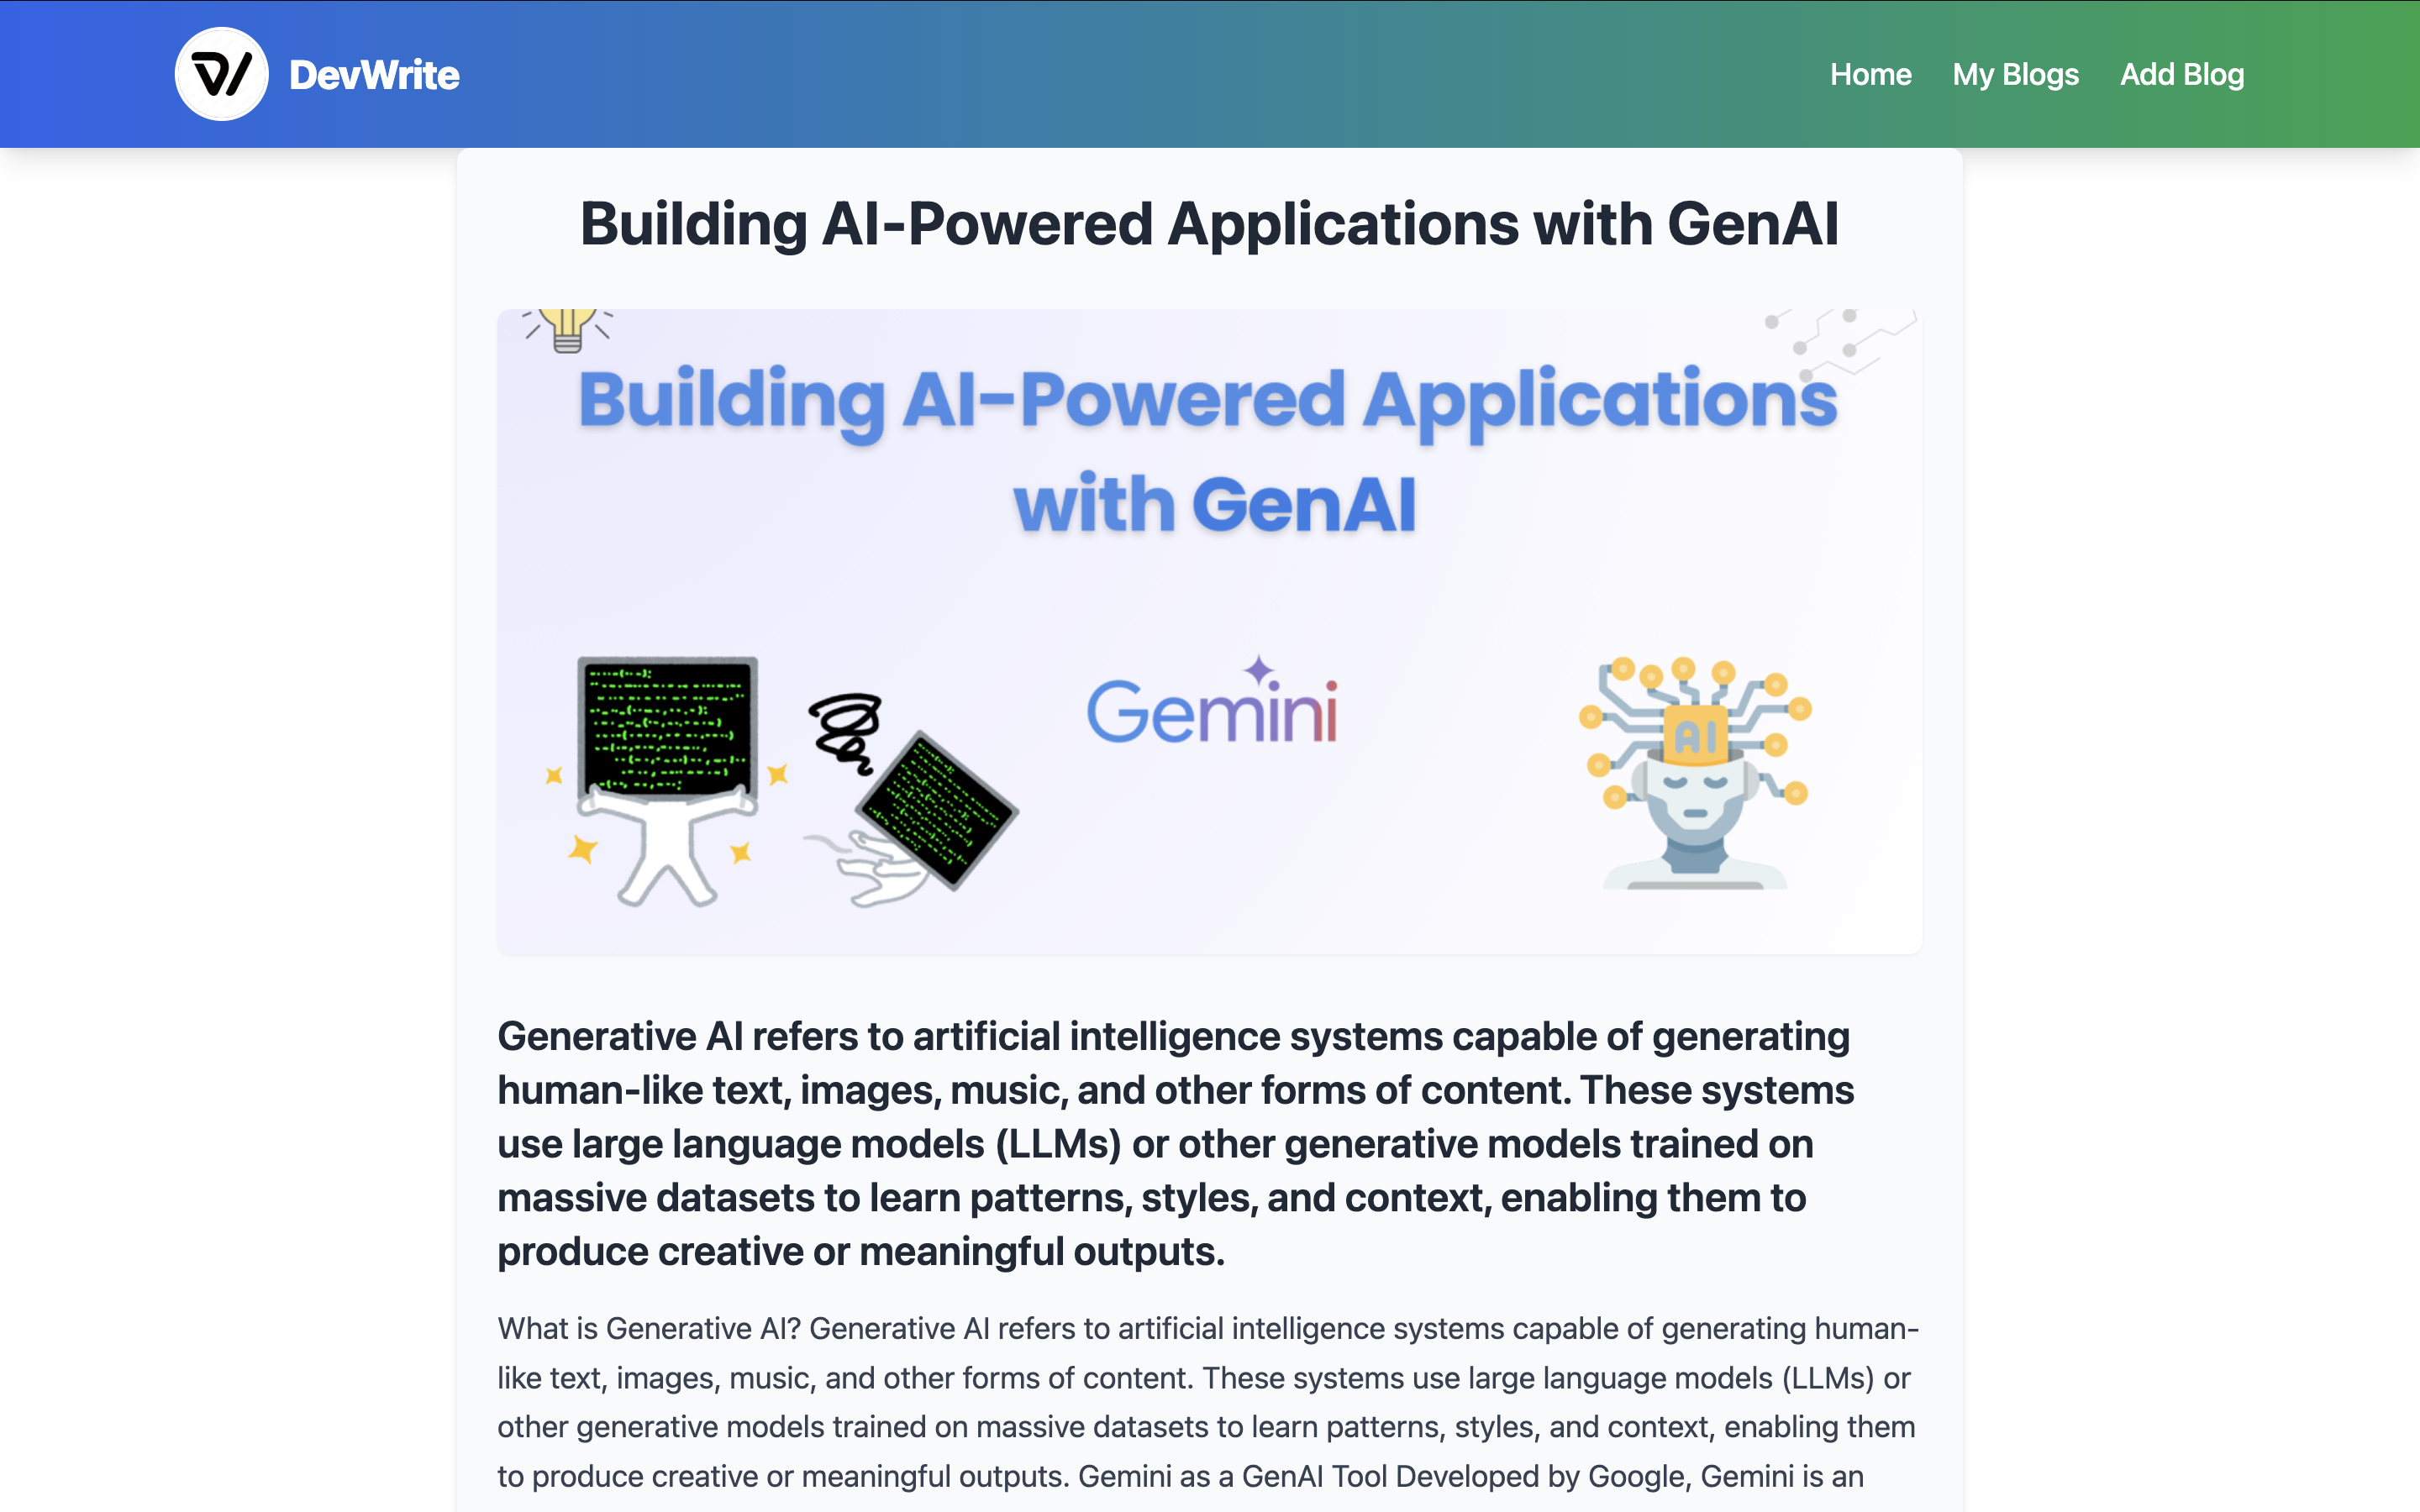 DevWrite
Home My Blogs Add Blog
Building AI-Powered Applications with GenAI
Building AI-Powered Applications
with GenAI
Gemini
AI
Generative AI refers to artificial intelligence systems capable of generating
human-like text, images, music, and other forms of content. These systems
use large language models (LLMs) or other generative models trained on
massive datasets to learn patterns, styles, and context, enabling them to
produce creative or meaningful outputs.
What is Generative AI? Generative AI refers to artificial intelligence systems capable of generating human-
like text, images, music, and other forms of content. These systems use large language models (LLMs) or
other generative models trained on massive datasets to learn patterns, styles, and context, enabling them
to produce creative or meaningful outputs. Gemini as a GenAI Tool Developed by Google, Gemini is an